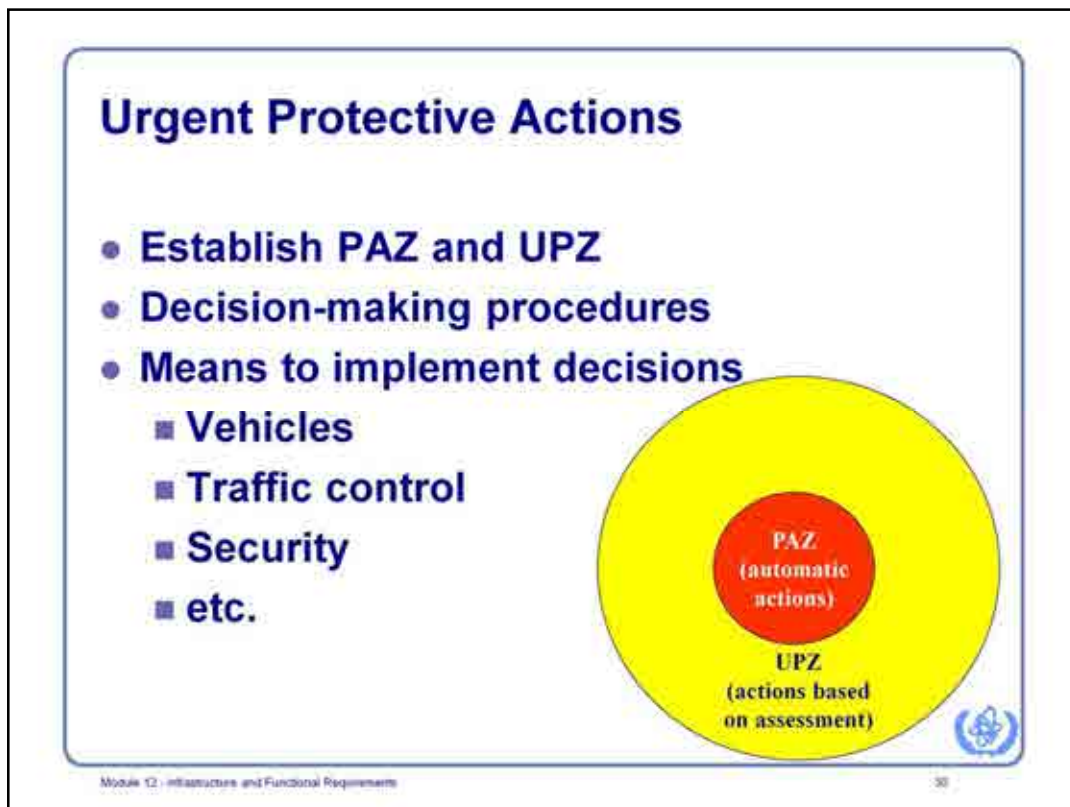 Urgent Protective Actions
Establish PAZ and UPZ
Decision-making procedures
Means to implement decisions
Vehicles
Traffic control
Security
etc.
PAZ
(automatic
actions)
UPZ
(actions based
on assessment)
Module 12 - Infrastructure and Functional Requirements
30